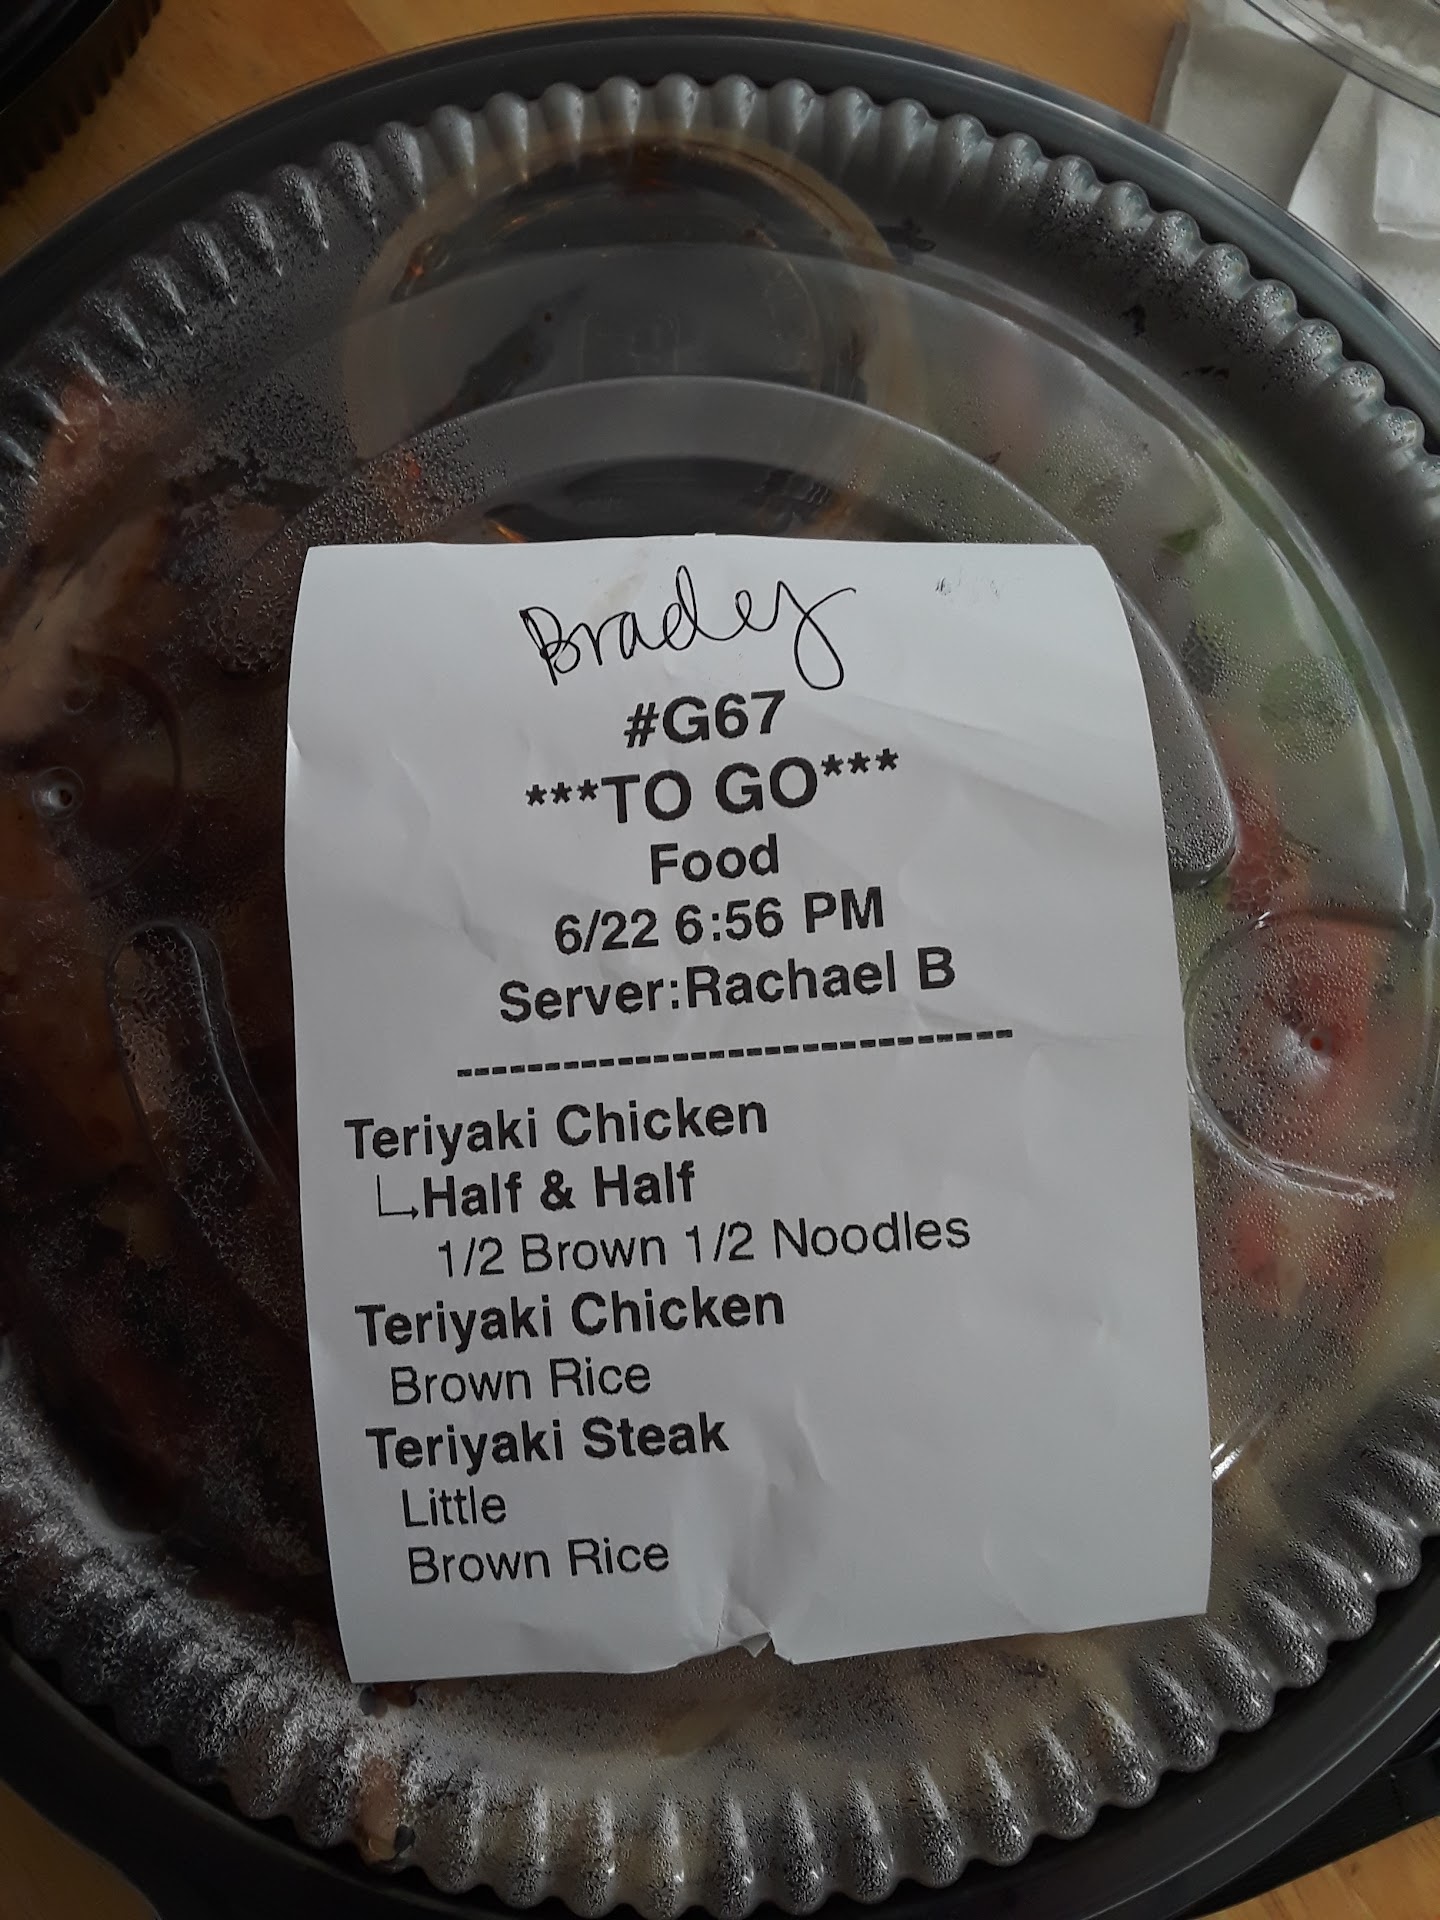 Bradey
#G67
***TO GO***
Food
6/22 6:56 PM
Server:Rachael B
----------------------------
Teriyaki Chicken
Half & Half
1/2 Brown 1/2 Noodles
Teriyaki Chicken
Brown Rice
Teriyaki Steak
Little
Brown Rice